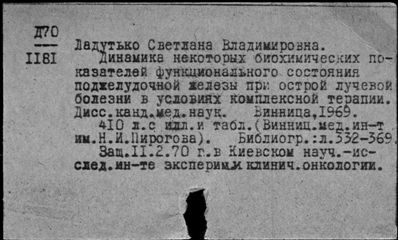 Д70
1181
Ладутько Светлана Владимировна.
Динамика некоторых биохимических по-
казателей функционального состояния
поджелудочной железы при острой лучевой
болезни в условиях комплексной терапии.
Дисс.канд.мед.наук. Винница,1969.
410 л.с илл.и табл.(Винниц.мед.ин-т
им.Н.И.Пирогова). Библиогр.:л.332-369.
Защ.11.2.70 г.в Киевском науч.-ис-
след.ин-те эксперим.и клинич.онкологии.